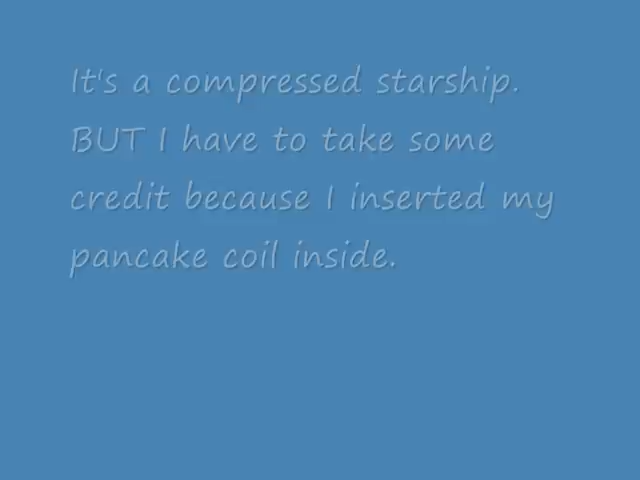 It's a compressed starship.
BUT I have to take some
credit because I inserted my
pancake coil inside.